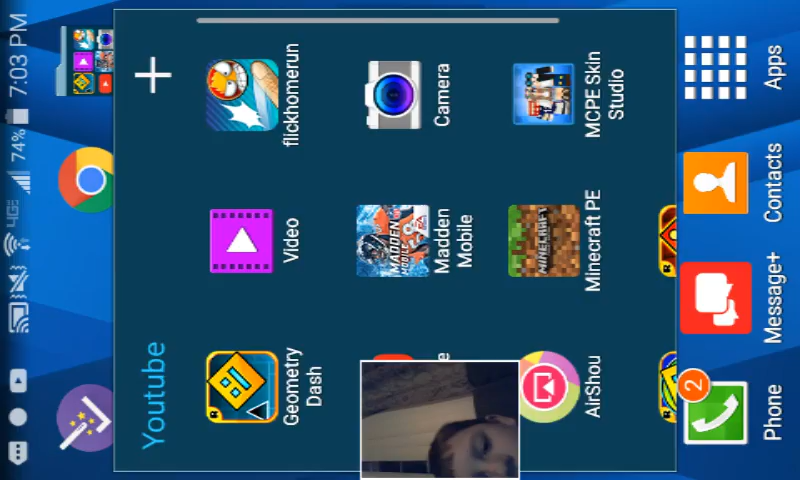 4GE 74% 7:03 PM
Youtube
Geometry
Dash
Video
flickhomerun
e
Madden
Mobile
Camera
AirShou
Minecraft PE
MCPE Skin
Studio
2
Phone
Message+
Contacts
Apps